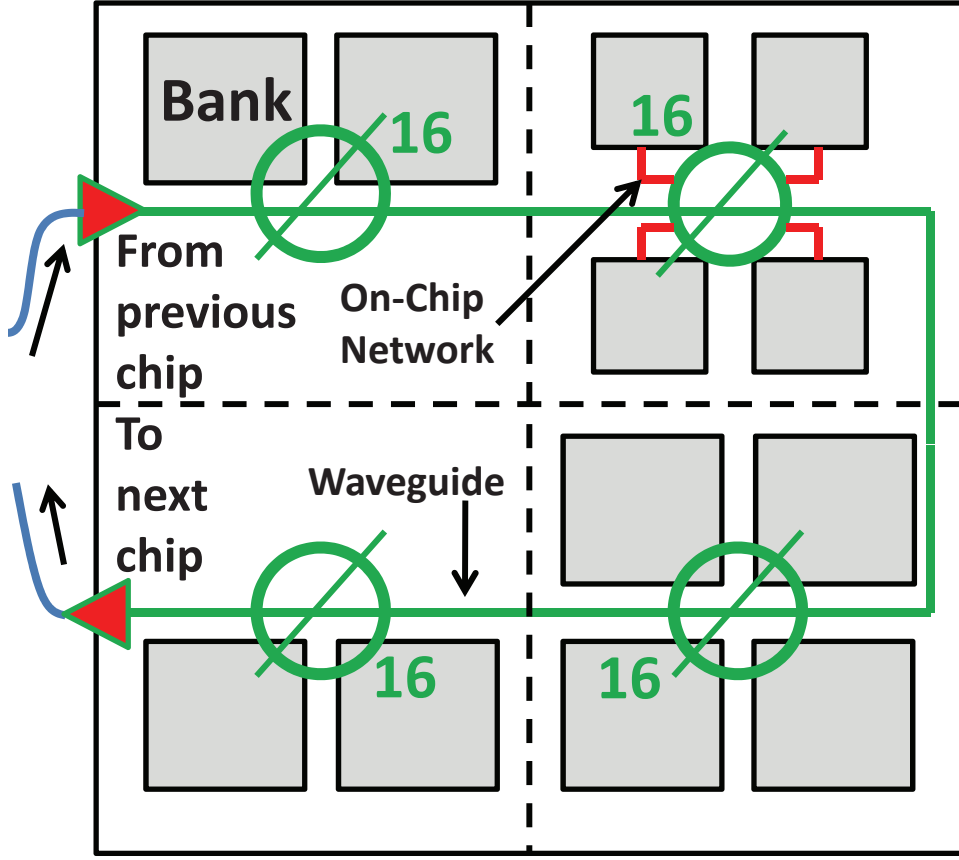 Bank
16
16
From
previous
chip
On-Chip
Network
To
next
chip
Waveguide
16
16